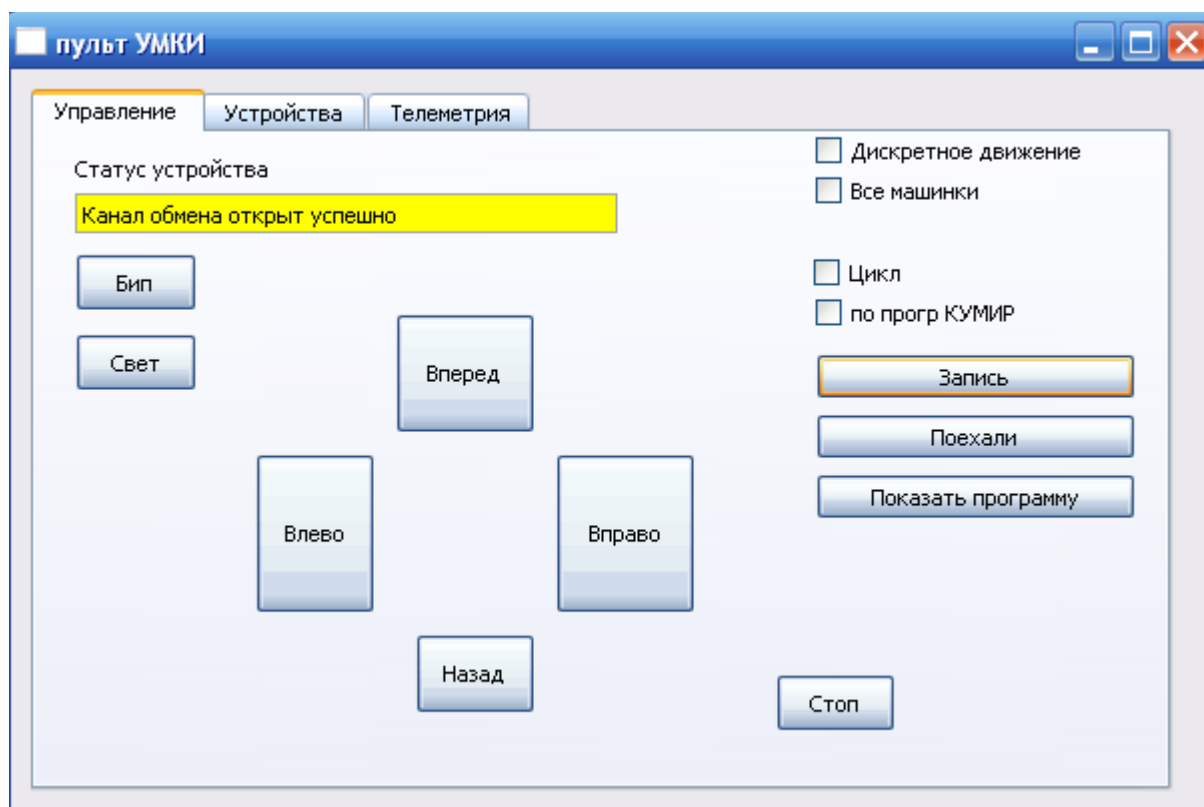 пульт УМКИ
Управление Устройства Телеметрия
Статус устройства
Канал обмена открыт успешно
Дискретное движение
Все машинки
Цикл
по прогр КУМИР
Бип
Свет
Вперед
Влево
Вправо
Назад
Запись
Поехали
Показать программу
Стоп